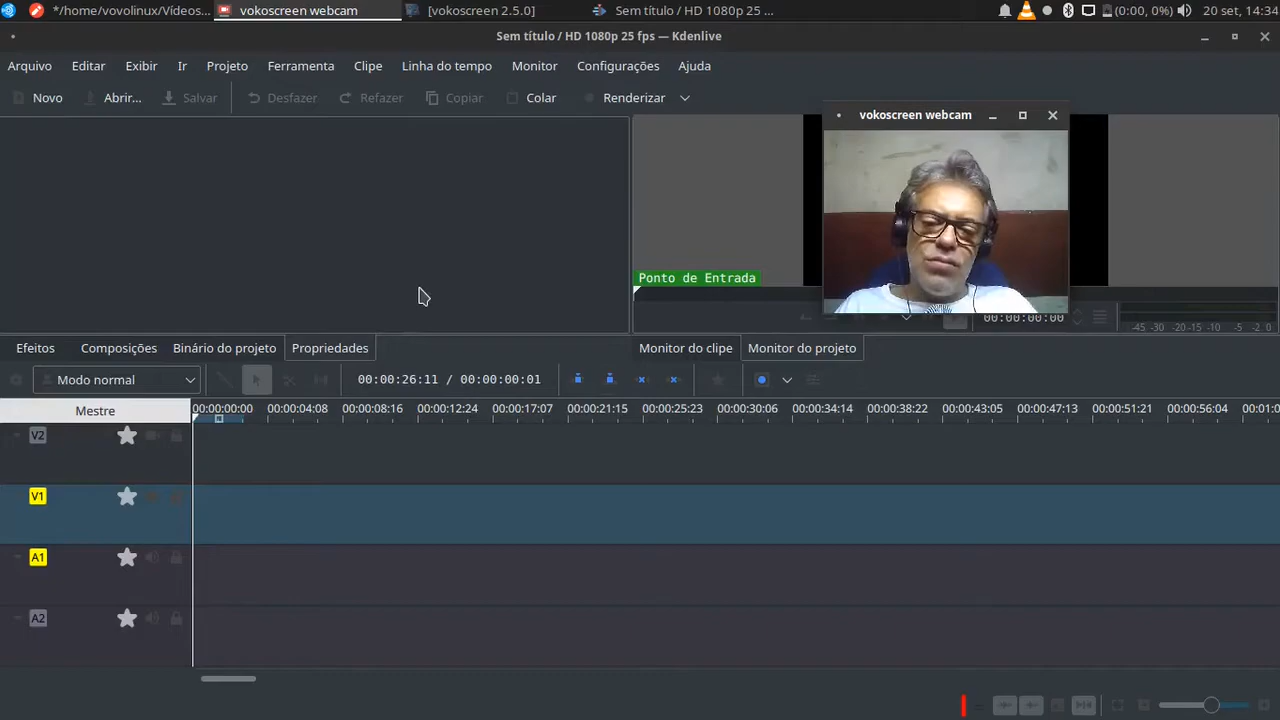 */home/vovolinux/Vídeos... vokoscreen webcam [vokoscreen 2.5.0] Sem título / HD 1080p 25 ... (0:00, 0%) 20 set, 14:34
Sem título / HD 1080p 25 fps — Kdenlive
Arquivo Editar Exibir Ir Projeto Ferramenta Clipe Linha do tempo Monitor Configurações Ajuda
Novo Abrir... Salvar Desfazer Refazer Copiar Colar Renderizar
vokoscreen webcam
Ponto de Entrada
00:00:00:00
-45 -30 -20 -15 -10 -5 -2 0
Efeitos Composições Binário do projeto Propriedades Monitor do clipe Monitor do projeto
Modo normal 00:00:26:11 / 00:00:00:01
Mestre 00:00:00:00 00:00:04:08 00:00:08:16 00:00:12:24 00:00:17:07 00:00:21:15 00:00:25:23 00:00:30:06 00:00:34:14 00:00:38:22 00:00:43:05 00:00:47:13 00:00:51:21 00:00:56:04 00:01:0
V2
V1
A1
A2